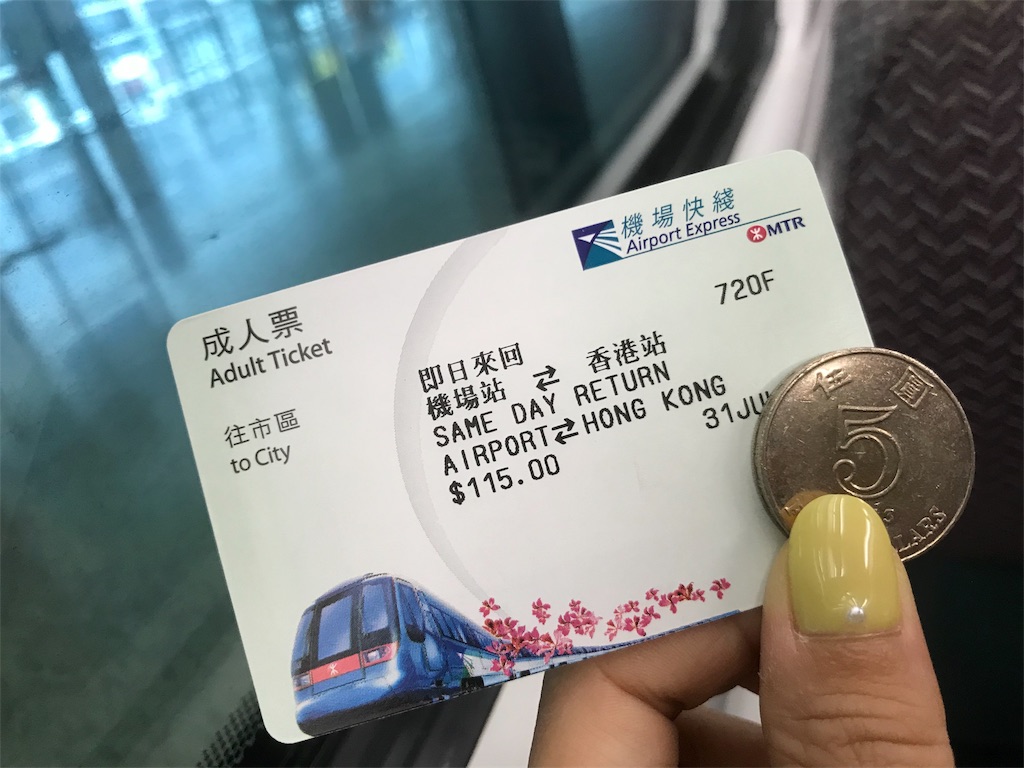 機場快綫
Airport Express
MTR
720F
成人票
Adult Ticket
往市區
to City
即日來回
機場站 ⇄ 香港站
SAME DAY RETURN
AIRPORT⇄HONG KONG
$115.00
31JU
伍 圓
5